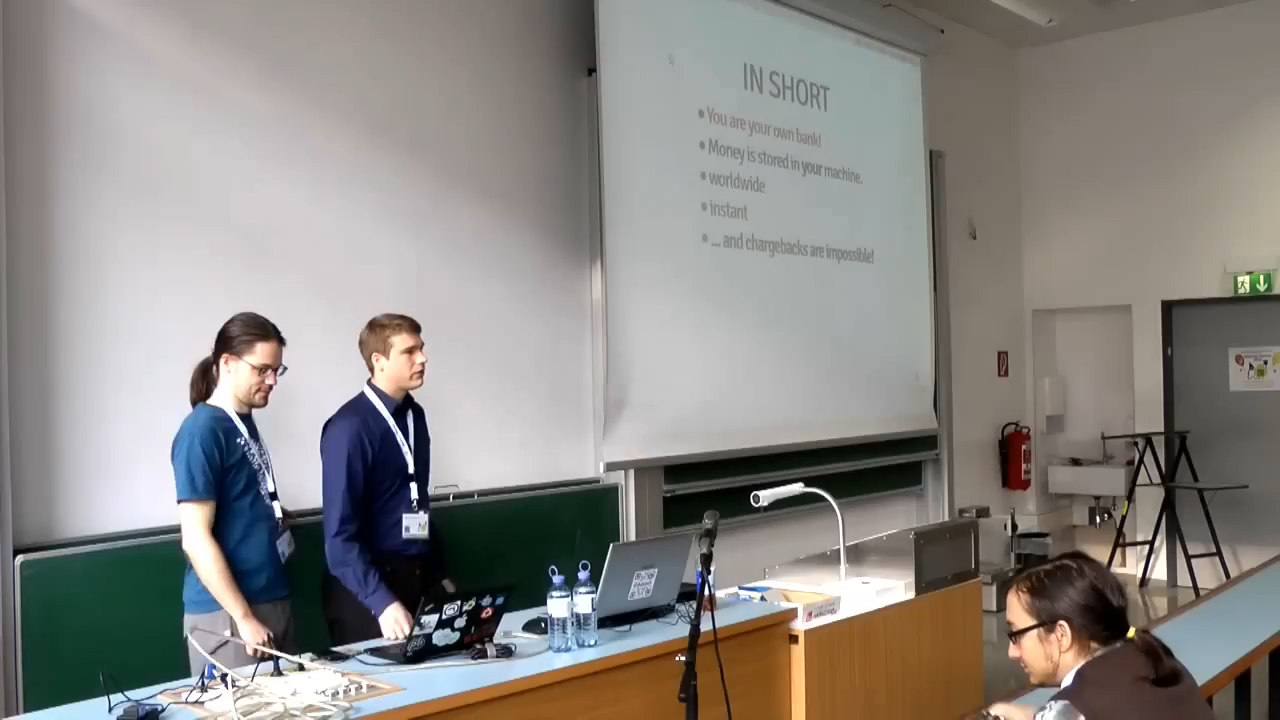 IN SHORT
• You are your own bank!
• Money is stored in your machine.
• worldwide
• instant
• ... and chargebacks are impossible!